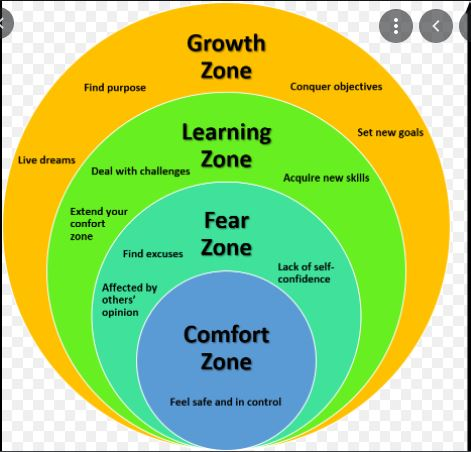 Growth
Zone
Find purpose
Conquer objectives
Set new goals
Live dreams
Learning
Zone
Deal with challenges
Acquire new skills
Extend your
confort
zone
Fear
Zone
Find excuses
Lack of self-
confidence
Affected by
others'
opinion
Comfort
Zone
Feel safe and in control